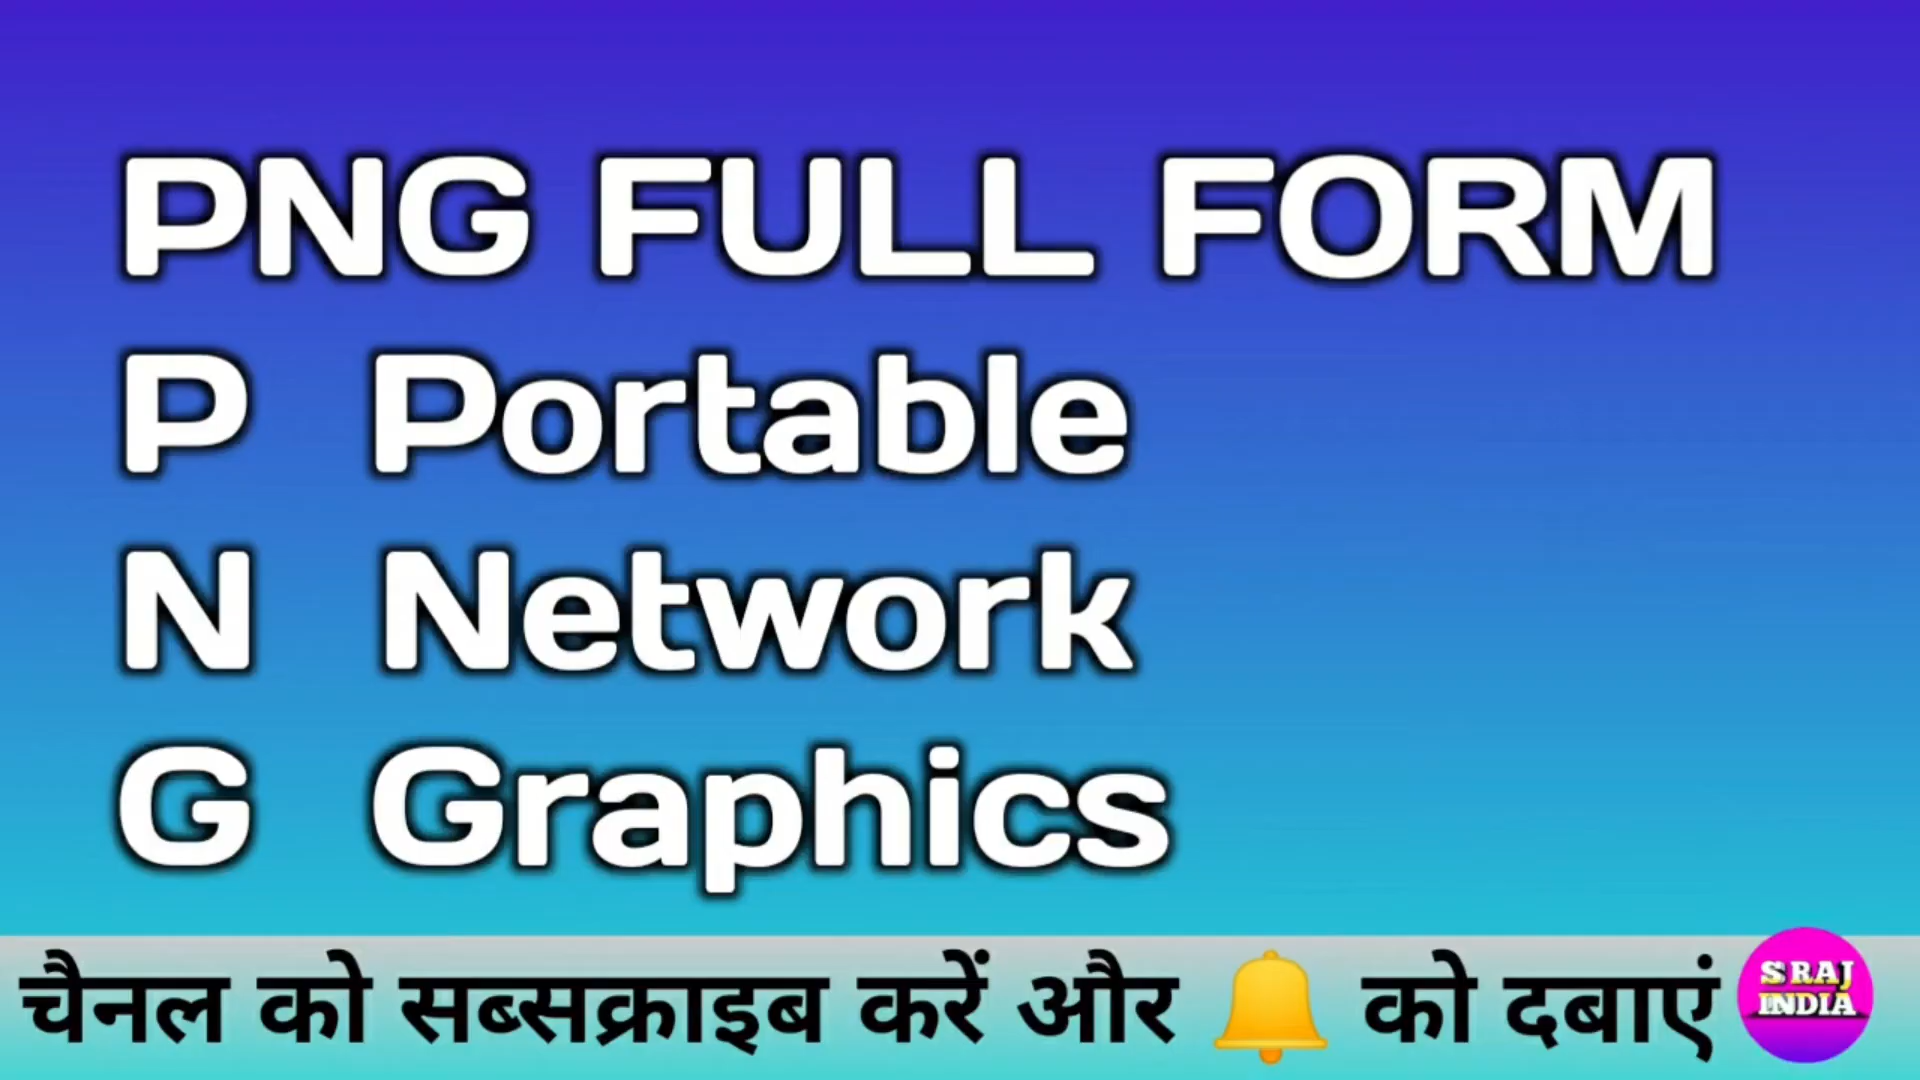 PNG FULL FORM
P Portable
N Network
G Graphics
चैनल को सब्सक्राइब करें और 🔔 को दबाएं
S RAJ
INDIA